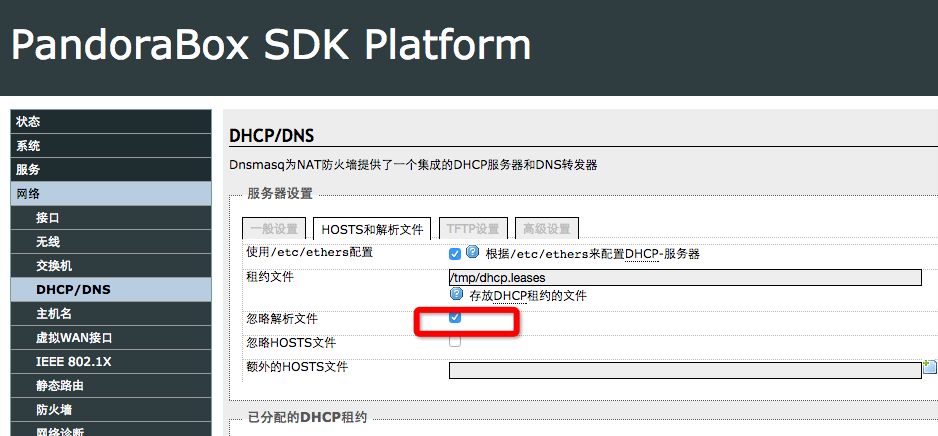 PandoraBox SDK Platform
状态
系统
服务
网络
接口
无线
交换机
DHCP/DNS
主机名
虚拟WAN接口
IEEE 802.1X
静态路由
防火墙
网络诊断
DHCP/DNS
Dnsmasq为NAT防火墙提供了一个集成的DHCP服务器和DNS转发器
服务器设置
一般设置 HOSTS和解析文件 TFTP设置 高级设置
使用/etc/ethers配置 根据/etc/ethers来配置DHCP-服务器
租约文件 /tmp/dhcp.leases
存放DHCP租约的文件
忽略解析文件
忽略HOSTS文件
额外的HOSTS文件
已分配的DHCP租约